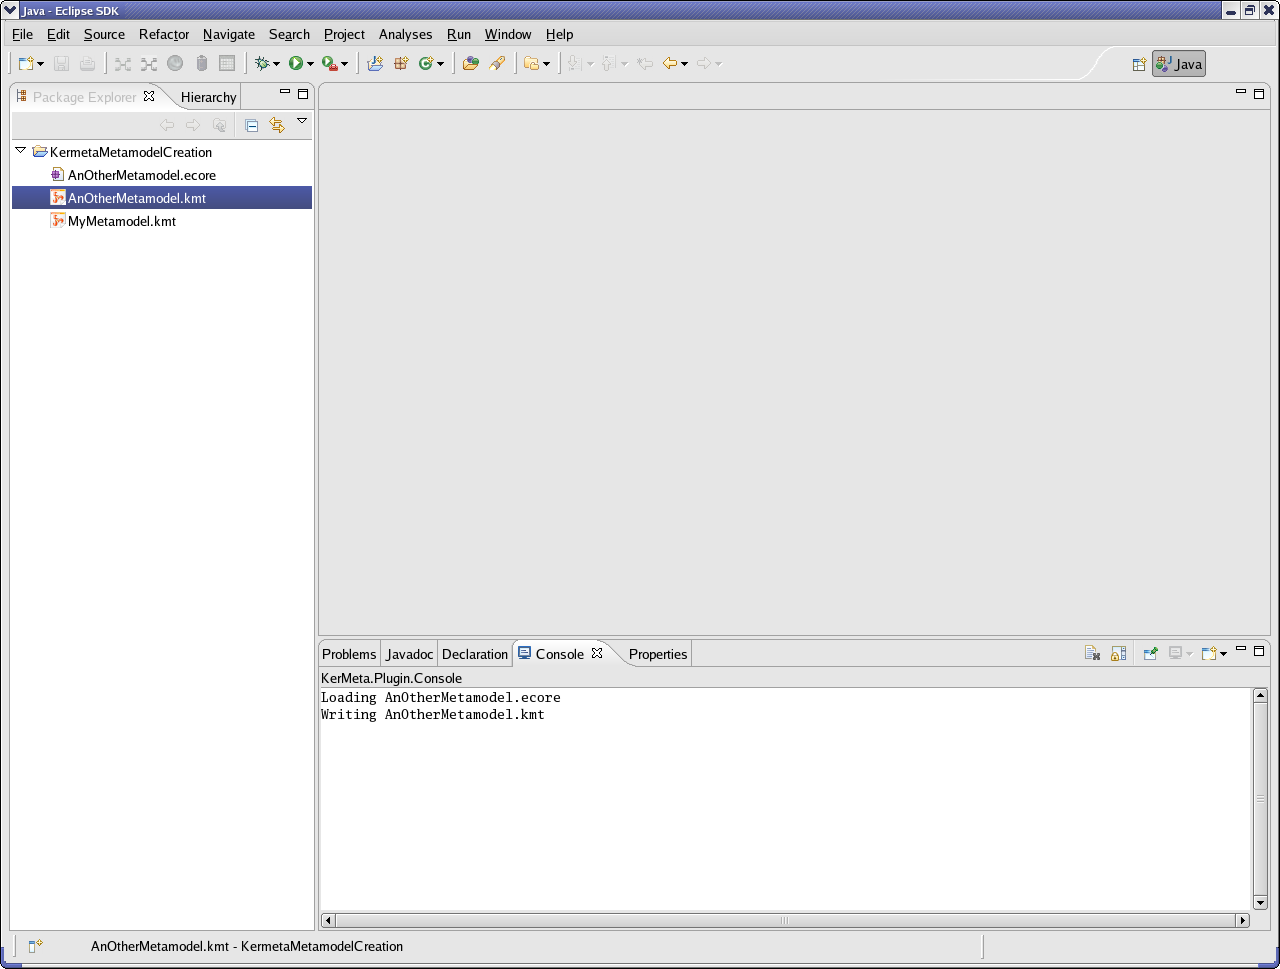 Java - Eclipse SDK
File Edit Source Refactor Navigate Search Project Analyses Run Window Help
Java
Package Explorer Hierarchy
KermetaMetamodelCreation
AnOtherMetamodel.ecore
AnOtherMetamodel.kmt
MyMetamodel.kmt
Problems Javadoc Declaration Console Properties
KerMeta.Plugin.Console
Loading AnOtherMetamodel.ecore
Writing AnOtherMetamodel.kmt
AnOtherMetamodel.kmt - KermetaMetamodelCreation